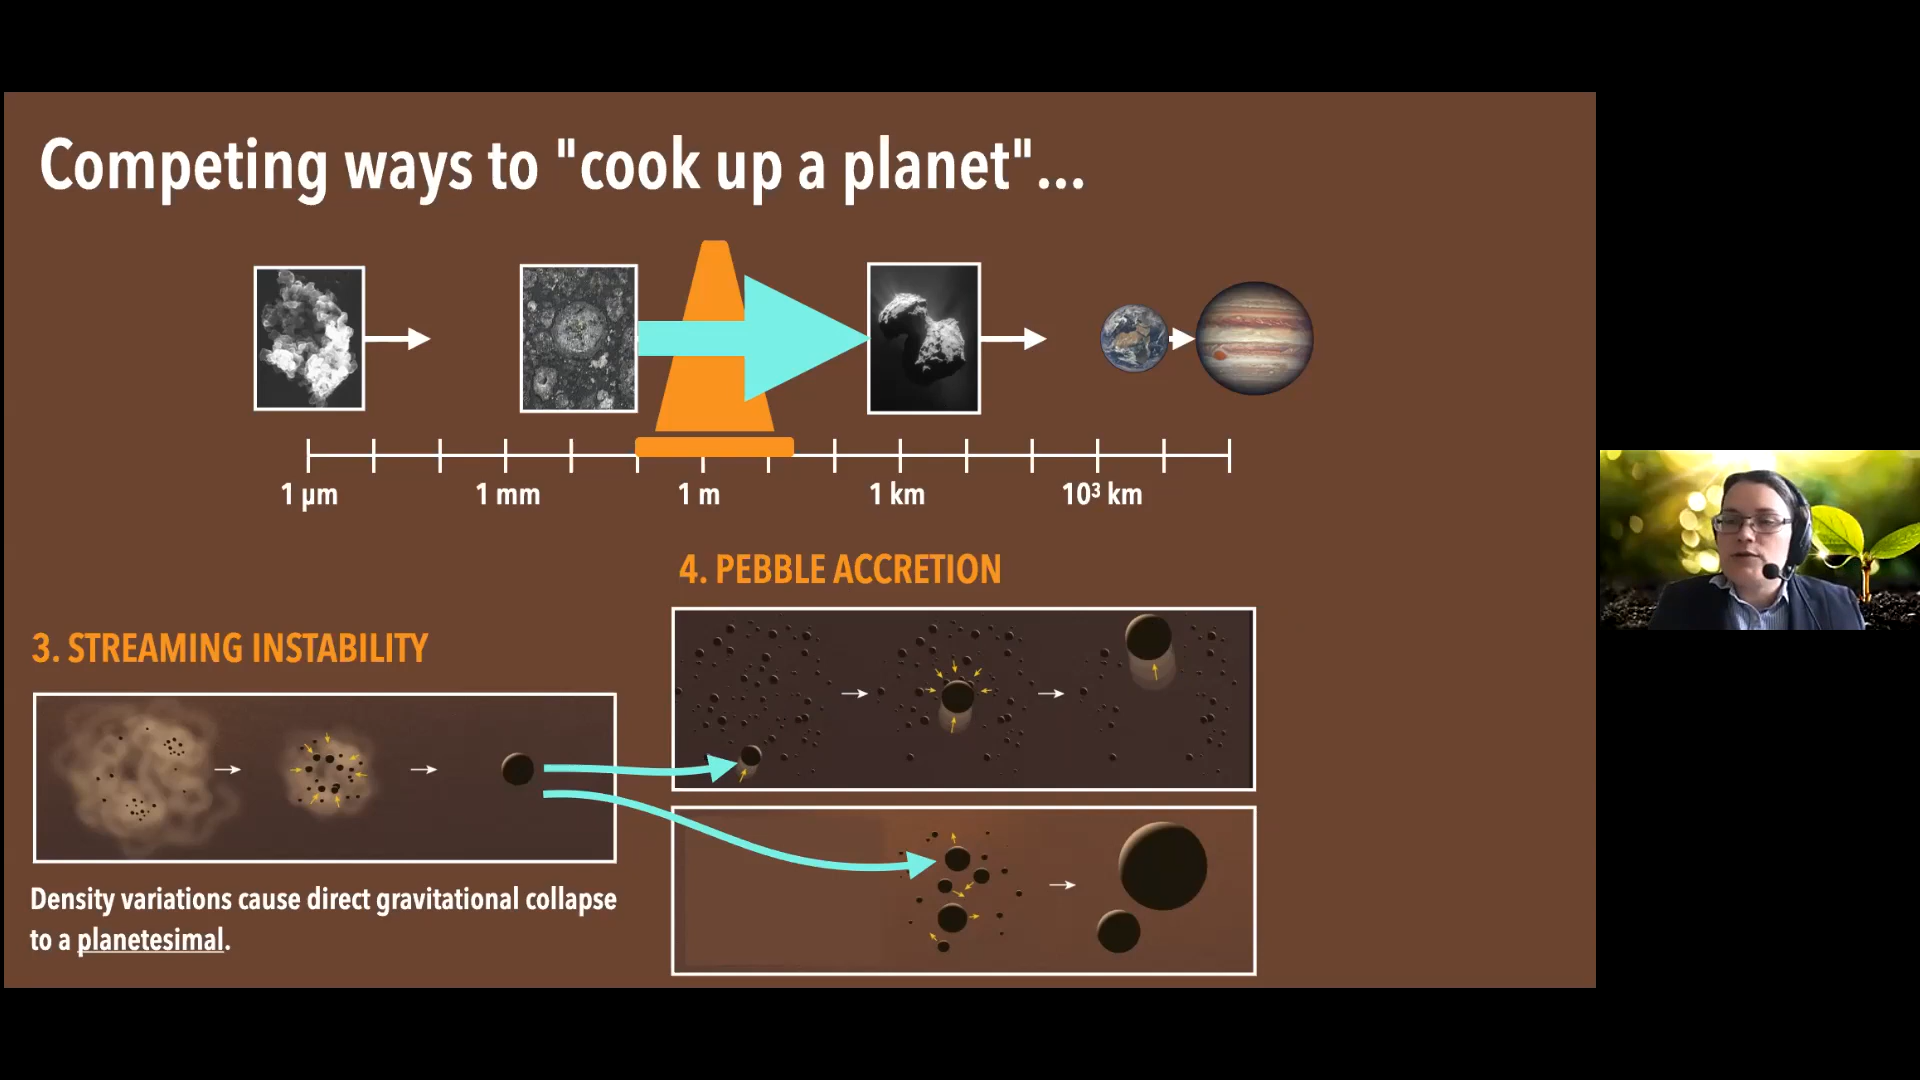 Competing ways to "cook up a planet"...
1 µm
1 mm
1 m
1 km
10³ km
4. PEBBLE ACCRETION
3. STREAMING INSTABILITY
Density variations cause direct gravitational collapse
to a planetesimal.